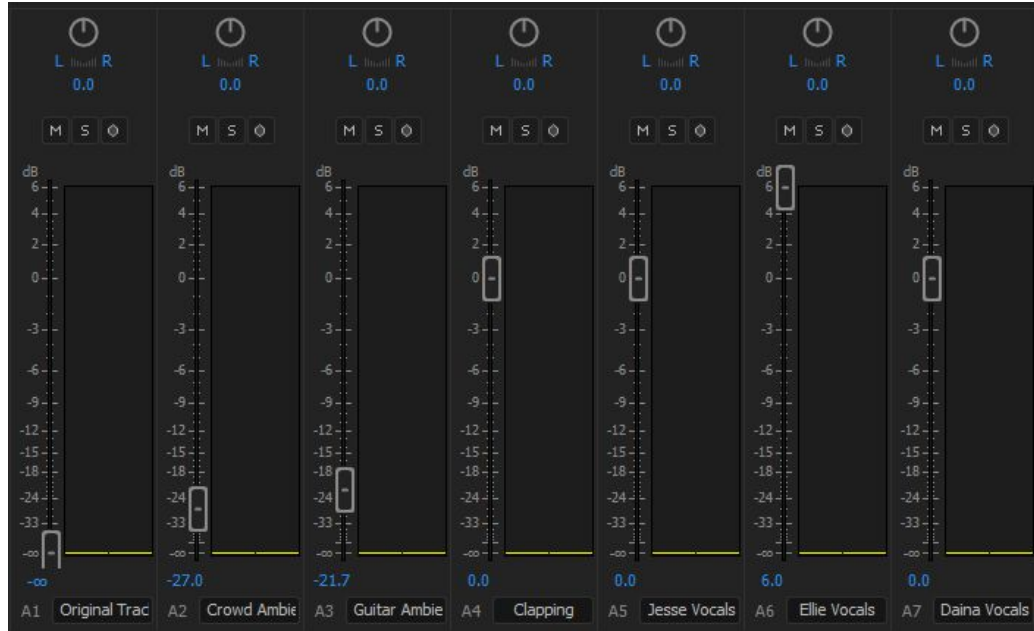 L R L R L R L R L R L R L R
0.0 0.0 0.0 0.0 0.0 0.0 0.0
M S M S M S M S M S M S M S
dB dB dB dB dB dB dB
6 6 6 6 6 6 6
4 4 4 4 4 4 4
2 2 2 2 2 2 2
0 0 0 0 0 0 0
-3 -3 -3 -3 -3 -3 -3
-6 -6 -6 -6 -6 -6 -6
-9 -9 -9 -9 -9 -9 -9
-12 -12 -12 -12 -12 -12 -12
-15 -15 -15 -15 -15 -15 -15
-18 -18 -18 -18 -18 -18 -18
-24 -24 -24 -24 -24 -24 -24
-33 -33 -33 -33 -33 -33 -33
-∞ -∞ -∞ -∞ -∞ -∞ -∞
-∞ -27.0 -21.7 0.0 0.0 6.0 0.0
A1 Original Trac A2 Crowd Ambie A3 Guitar Ambie A4 Clapping A5 Jesse Vocals A6 Ellie Vocals A7 Daina Vocals